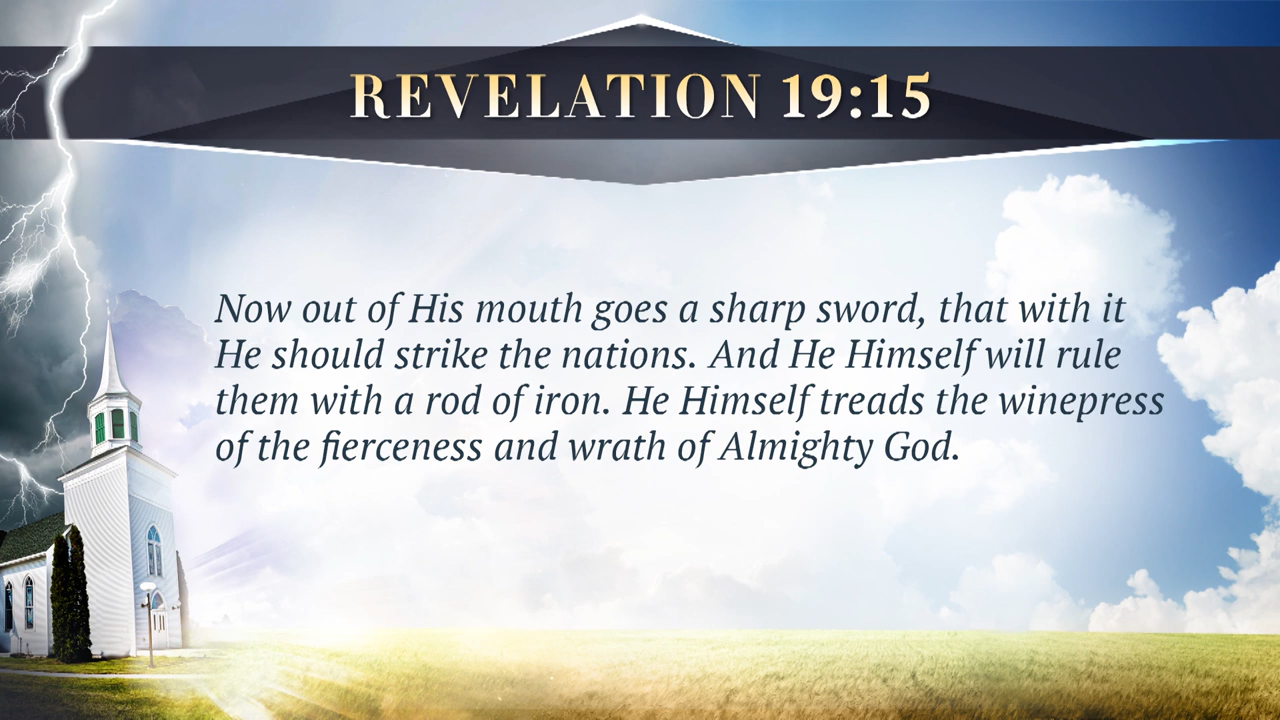 REVELATION 19:15
Now out of His mouth goes a sharp sword, that with it
He should strike the nations. And He Himself will rule
them with a rod of iron. He Himself treads the winepress
of the fierceness and wrath of Almighty God.